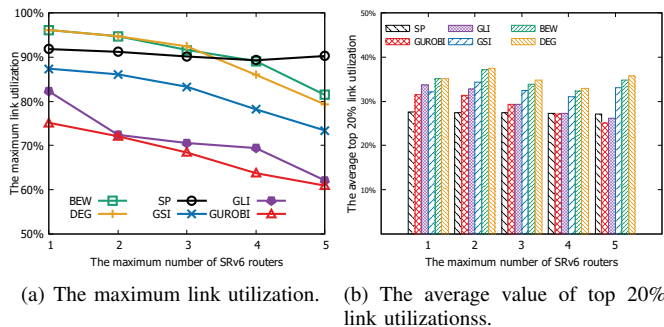 100%
90%
80%
70%
60%
50%
The maximum link utilization
BEW SP GLI
DEG GSI GUROBI
1 2 3 4 5
The maximum number of SRv6 routers
(a) The maximum link utilization.
50%
40%
30%
20%
10%
The average top 20% link utilization
SP GLI BEW
GUROBI GSI DEG
1 2 3 4 5
The maximum number of SRv6 routers
(b) The average value of top 20%
link utilizationss.